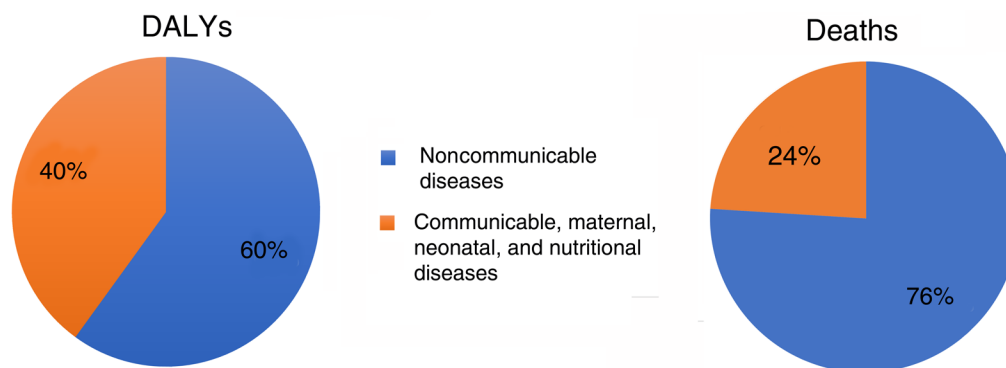 DALYs
40%
60%
Noncommunicable
diseases
Communicable, maternal,
neonatal, and nutritional
diseases
Deaths
24%
76%